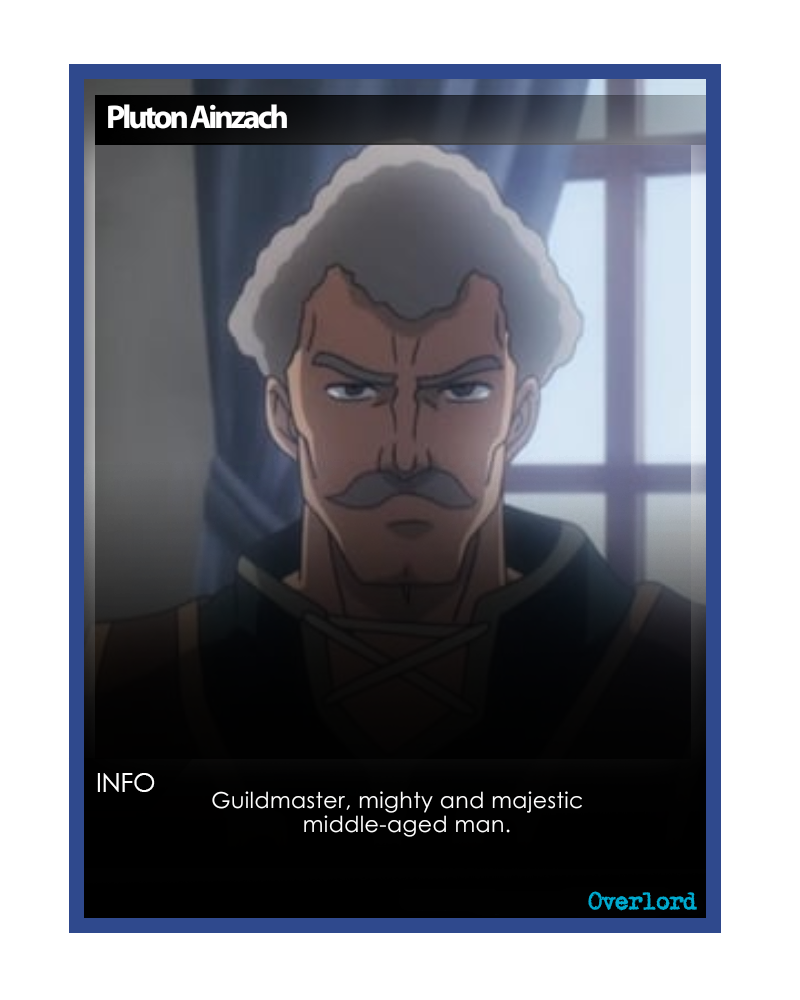 Pluton Ainzach
INFO
Guildmaster, mighty and majestic
middle-aged man.
Overlord